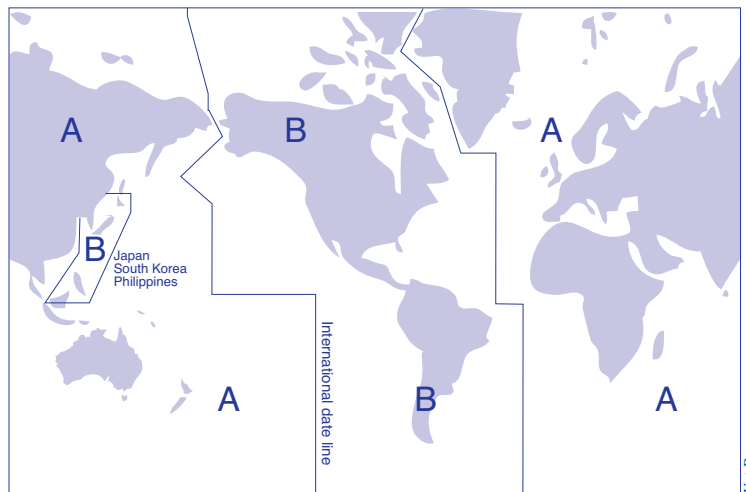 A
B
A
B
Japan
South Korea
Philippines
International date line
A
B
A